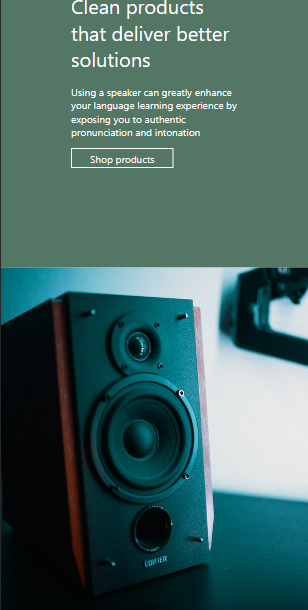 Clean products
that deliver better
solutions
Using a speaker can greatly enhance
your language learning experience by
exposing you to authentic
pronunciation and intonation
Shop products
EDIFIER